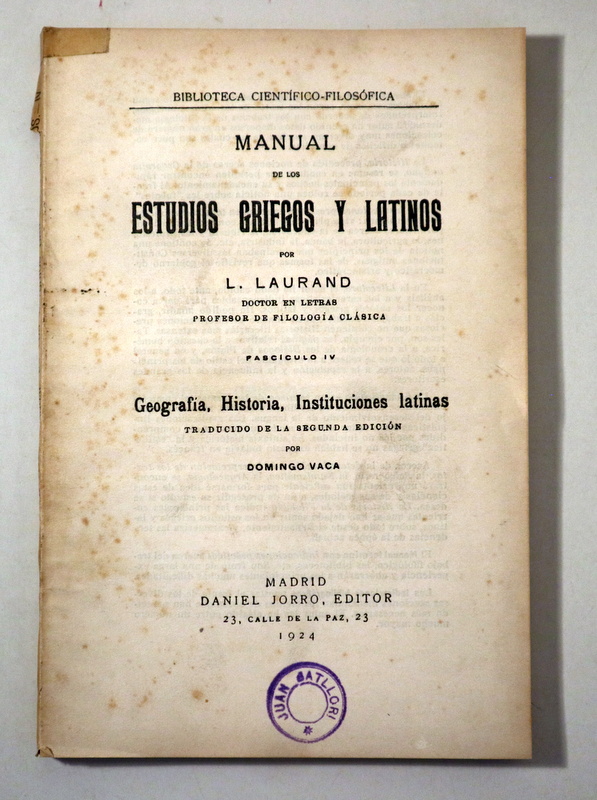 BIBLIOTECA CIENTÍFICO-FILOSÓFICA
MANUAL
DE LOS
ESTUDIOS GRIEGOS Y LATINOS
POR
L. LAURAND
DOCTOR EN LETRAS
PROFESOR DE FILOLOGÍA CLÁSICA
FASCÍCULO IV
Geografía, Historia, Instituciones latinas
TRADUCIDO DE LA SEGUNDA EDICIÓN
POR
DOMINGO VACA
MADRID
DANIEL JORRO, EDITOR
23, CALLE DE LA PAZ, 23
1924
JUAN BATLLORI